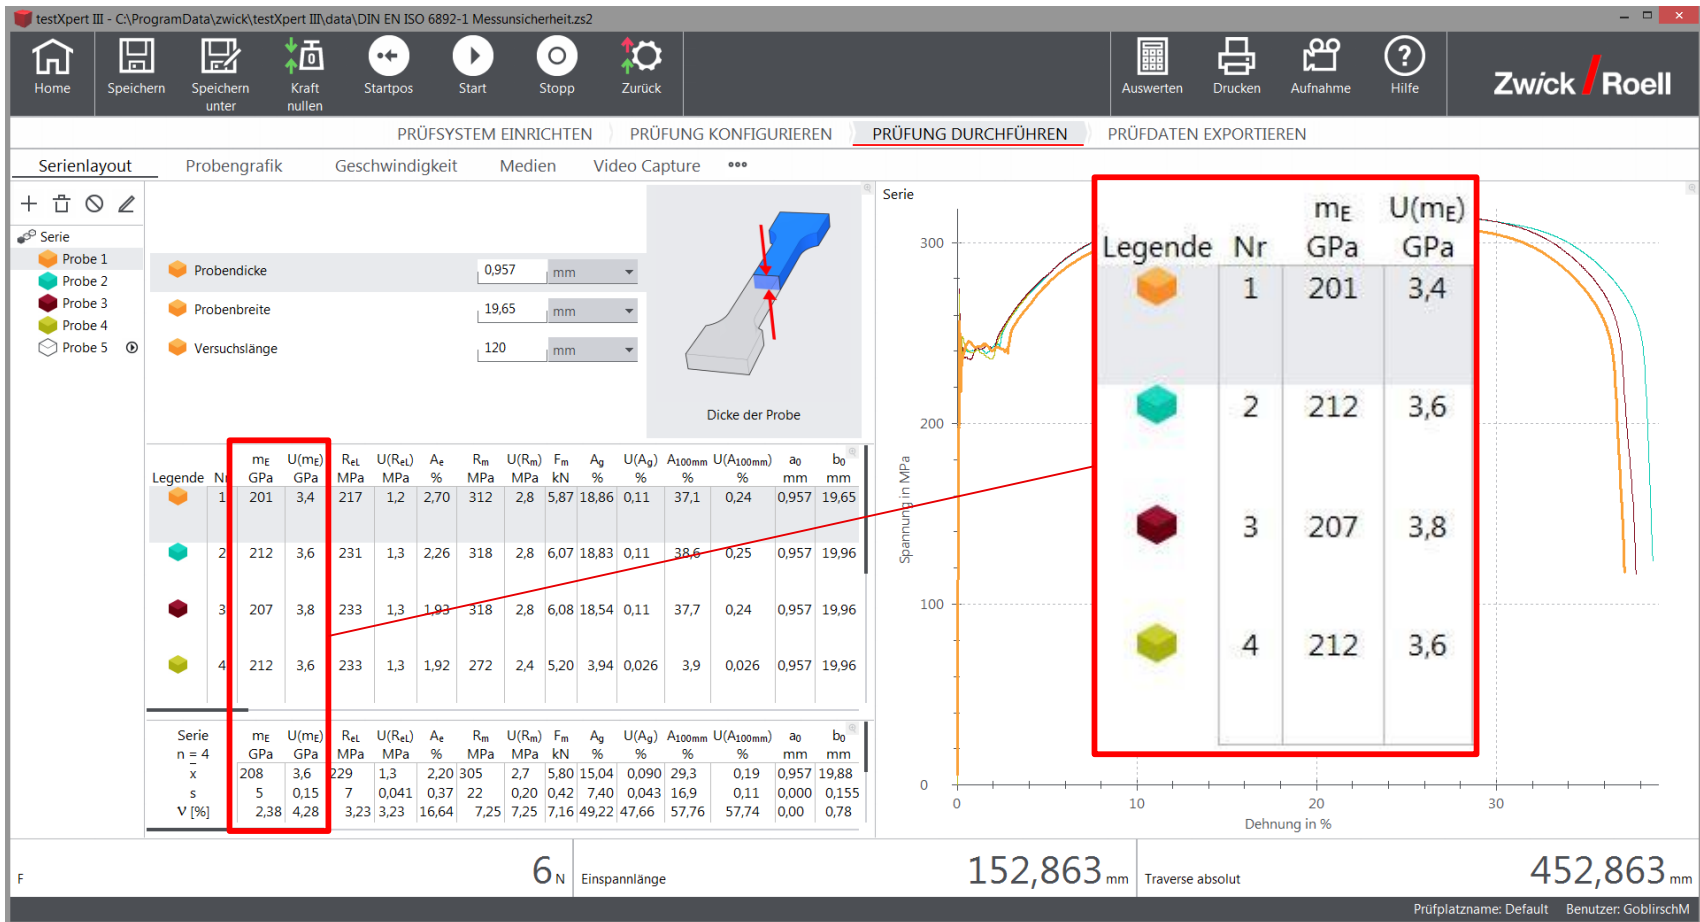 testXpert III - C:\ProgramData\zwick\testXpert III\data\DIN EN ISO 6892-1 Messunsicherheit.zs2
Home
Speichern
Speichern unter
Kraft nullen
Startpos
Start
Stopp
Zurück
Auswerten
Drucken
Aufnahme
Hilfe
Zwick / Roell
PRÜFSYSTEM EINRICHTEN
PRÜFUNG KONFIGURIEREN
PRÜFUNG DURCHFÜHREN
PRÜFDATEN EXPORTIEREN
Serienlayout
Probengrafik
Geschwindigkeit
Medien
Video Capture
Serie
Probe 1
Probe 2
Probe 3
Probe 4
Probe 5
Probendicke 0,957 mm
Probenbreite 19,65 mm
Versuchslänge 120 mm
Dicke der Probe
mE U(mE) ReL U(ReL) Ae Rm U(Rm) Fm Ag U(Ag) A100mm U(A100mm) a0 b0
Legende Nr GPa GPa MPa MPa % MPa MPa kN % % % % mm mm
1 201 3,4 217 1,2 2,70 312 2,8 5,87 18,86 0,11 37,1 0,24 0,957 19,65
2 212 3,6 231 1,3 2,26 318 2,8 6,07 18,83 0,11 38,6 0,25 0,957 19,96
3 207 3,8 233 1,3 1,93 318 2,8 6,08 18,54 0,11 37,7 0,24 0,957 19,96
4 212 3,6 233 1,3 1,92 272 2,4 5,20 3,94 0,026 3,9 0,026 0,957 19,96
Serie mE U(mE) ReL U(ReL) Ae Rm U(Rm) Fm Ag U(Ag) A100mm U(A100mm) a0 b0
n = 4 GPa GPa MPa MPa % MPa MPa kN % % % % mm mm
x̄ 208 3,6 229 1,3 2,20 305 2,7 5,80 15,04 0,090 29,3 0,19 0,957 19,88
s 5 0,15 7 0,041 0,37 22 0,20 0,42 7,40 0,043 16,9 0,11 0,000 0,155
ν [%] 2,38 4,28 3,23 3,23 16,64 7,25 7,25 7,16 49,22 47,66 57,76 57,74 0,00 0,78
Serie
300
200
100
0
Spannung in MPa
0 10 20 30
Dehnung in %
mE U(mE)
Legende Nr GPa GPa
1 201 3,4
2 212 3,6
3 207 3,8
4 212 3,6
F 6 N
Einspannlänge 152,863 mm
Traverse absolut 452,863 mm
Prüfplatzname: Default Benutzer: GoblirschM